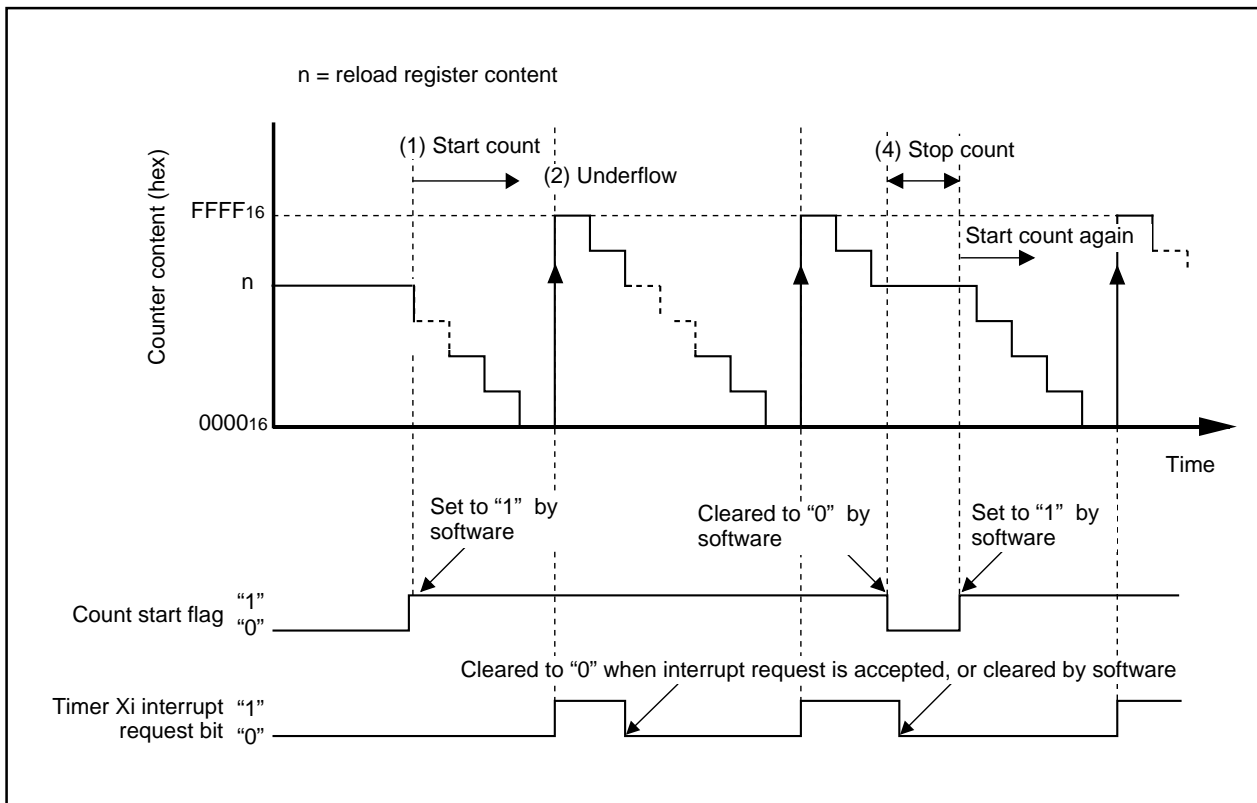 n = reload register content
(1) Start count
(4) Stop count
(2) Underflow
Counter content (hex)
FFFF16
Start count again
n
000016
Time
Set to “1” by
software
Cleared to “0” by
software
Set to “1” by
software
Count start flag
“1”
“0”
Cleared to “0” when interrupt request is accepted, or cleared by software
Timer Xi interrupt
request bit
“1”
“0”